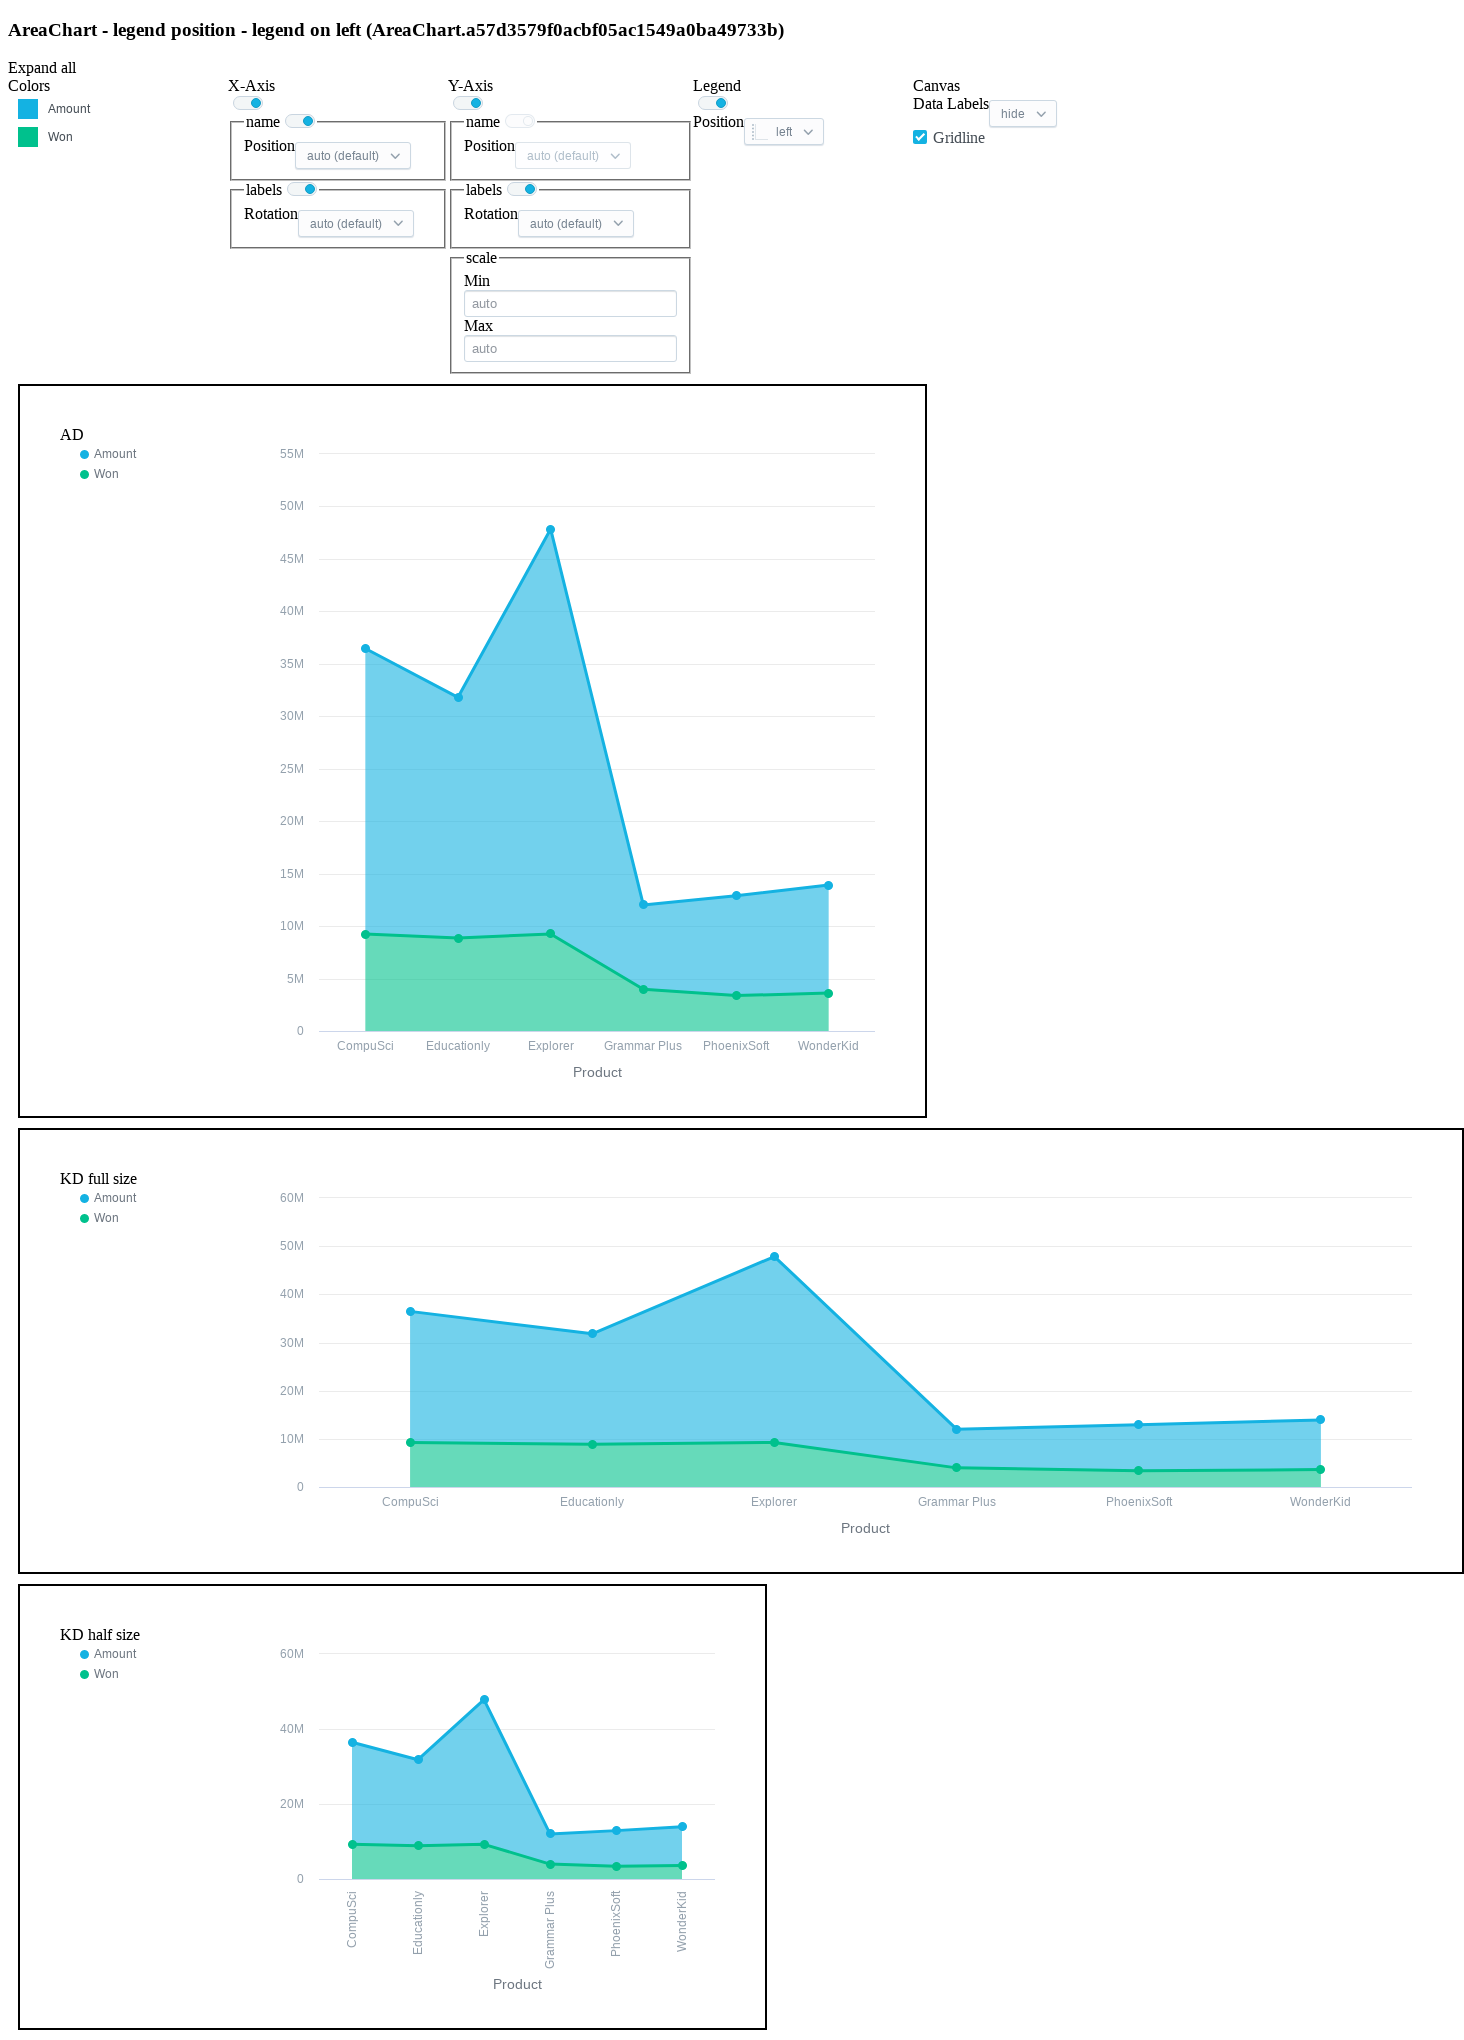 AreaChart - legend position - legend on left (AreaChart.a57d3579f0acbf05ac1549a0ba49733b)
Expand all
Colors
Amount
Won
X-Axis
name
Position auto (default)
labels
Rotation auto (default)
Y-Axis
name
Position auto (default)
labels
Rotation auto (default)
scale
Min
auto
Max
auto
Legend
Position left
Canvas
Data Labels hide
Gridline
AD
Amount
Won
55M
50M
45M
40M
35M
30M
25M
20M
15M
10M
5M
0
CompuSci Educationly Explorer Grammar Plus PhoenixSoft WonderKid
Product
KD full size
Amount
Won
60M
50M
40M
30M
20M
10M
0
CompuSci Educationly Explorer Grammar Plus PhoenixSoft WonderKid
Product
KD half size
Amount
Won
60M
40M
20M
0
CompuSci
Educationly
Explorer
Grammar Plus
PhoenixSoft
WonderKid
Product